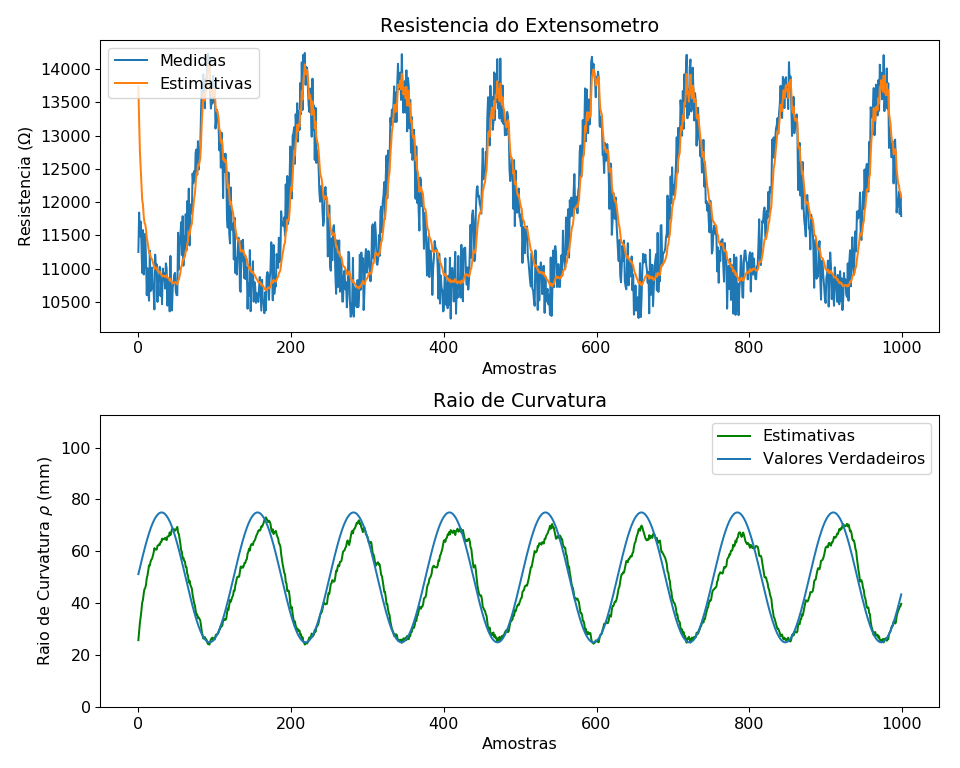 Resistencia do Extensometro
Resistencia (Ω)
14000
13500
13000
12500
12000
11500
11000
10500
Medidas
Estimativas
0 200 400 600 800 1000
Amostras
Raio de Curvatura
Raio de Curvatura ρ (mm)
100
80
60
40
20
0
Estimativas
Valores Verdadeiros
0 200 400 600 800 1000
Amostras